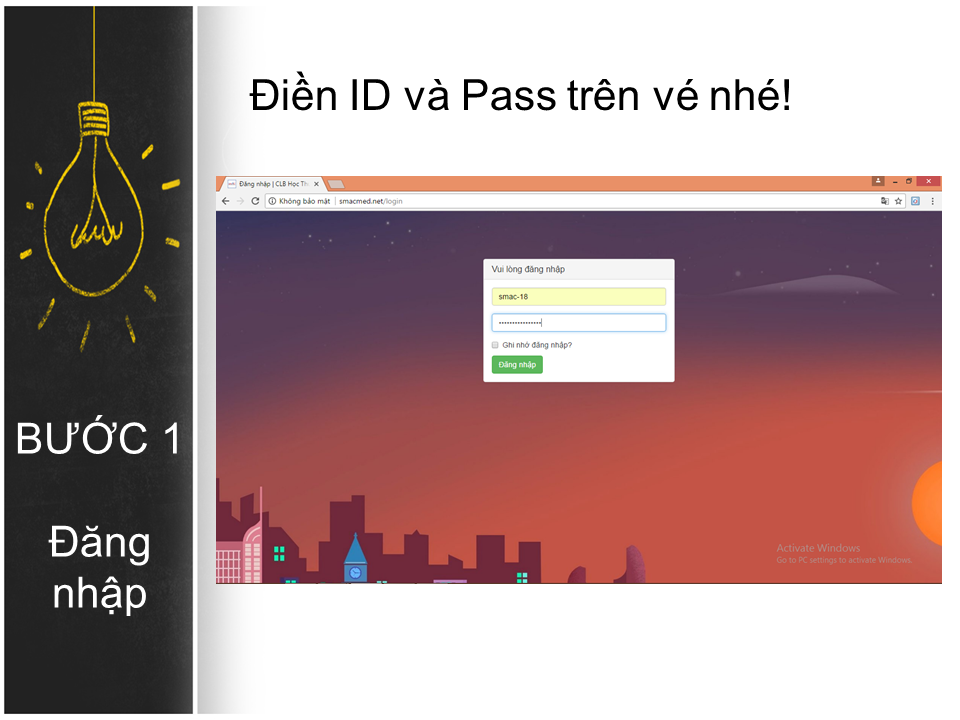 Điền ID và Pass trên vé nhé!
BƯỚC 1
Đăng
nhập
Đăng nhập | CLB Học Th
Không bảo mật | smacmed.net/login
Vui lòng đăng nhập
smac-18
Ghi nhớ đăng nhập?
Đăng nhập
Activate Windows
Go to PC settings to activate Windows.